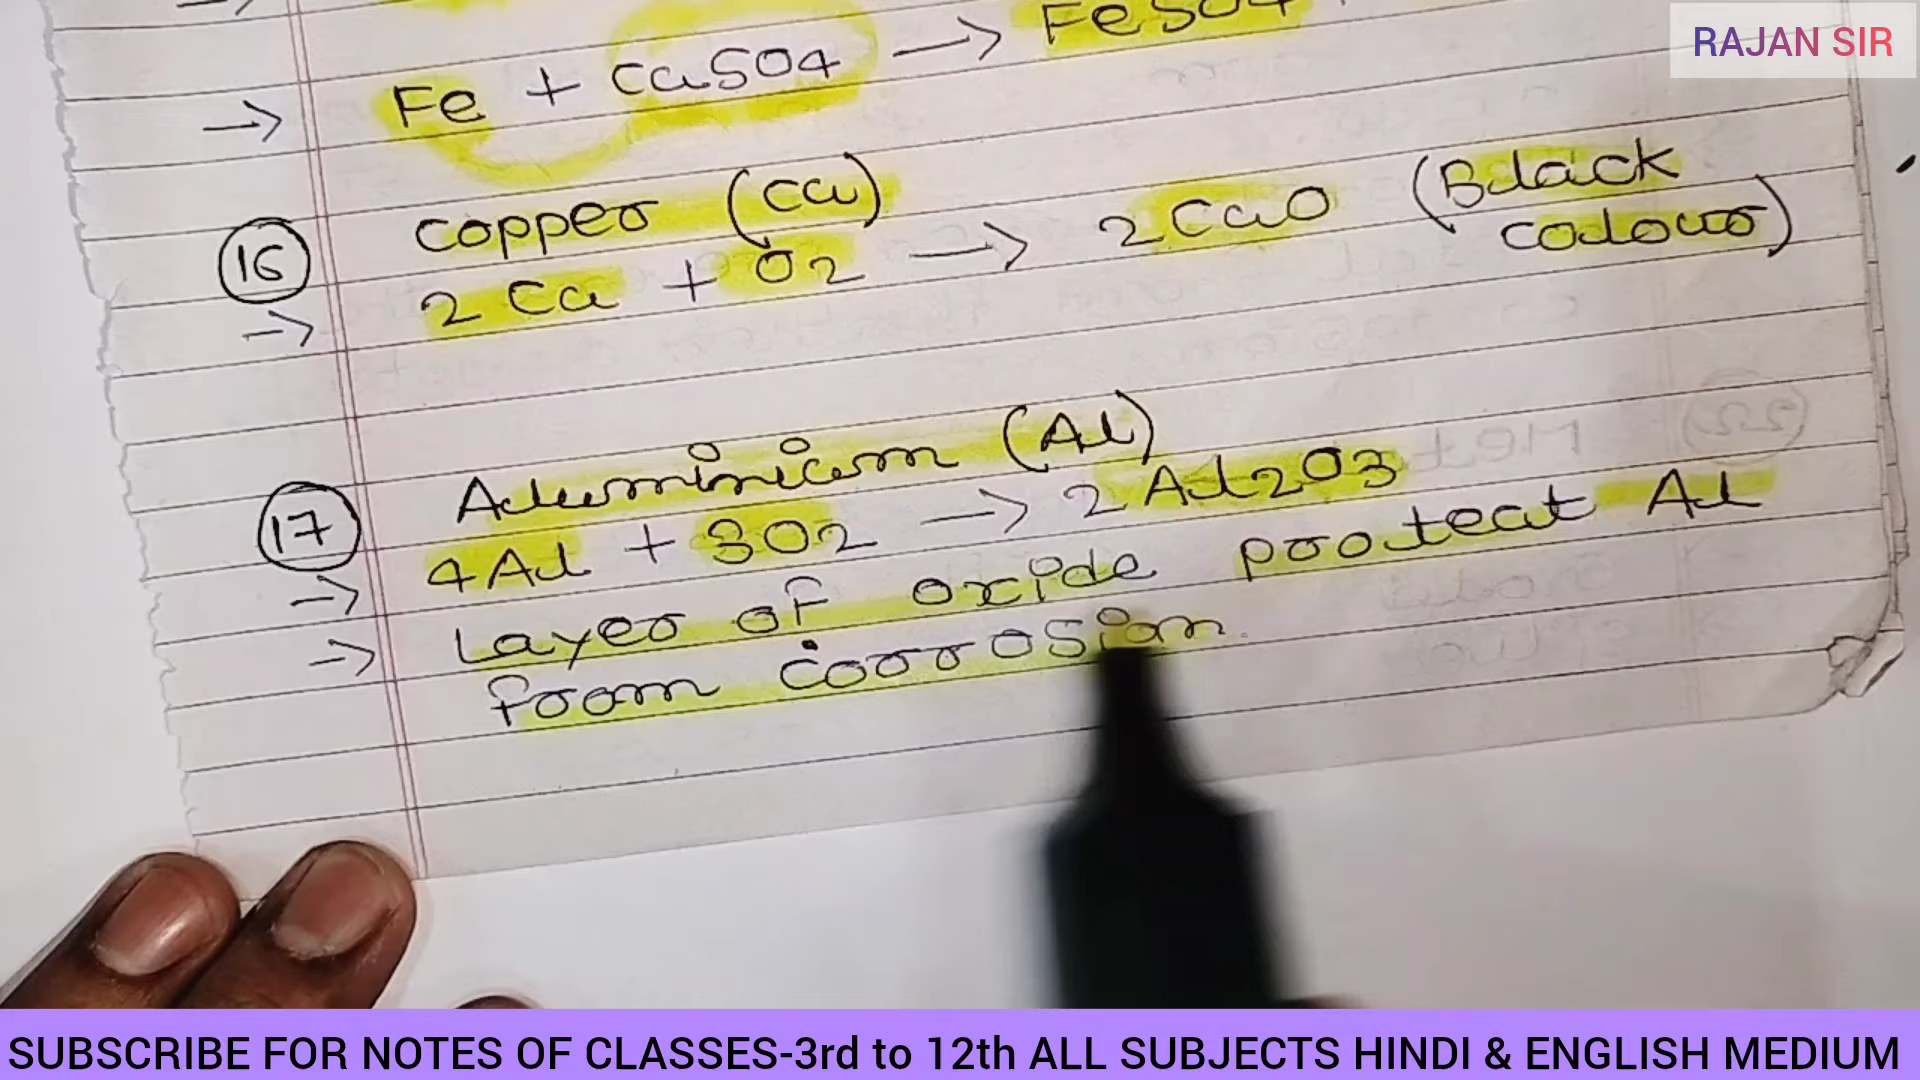 RAJAN SIR
→ Fe + CuSO4 → FeSO4
16 Copper (Cu)
→ 2Cu + O2 → 2CuO (Black colour)
17 Aluminium (Al)
→ 4Al + 3O2 → 2Al2O3
→ Layer of oxide protect Al
from corrosion.
SUBSCRIBE FOR NOTES OF CLASSES-3rd to 12th ALL SUBJECTS HINDI & ENGLISH MEDIUM